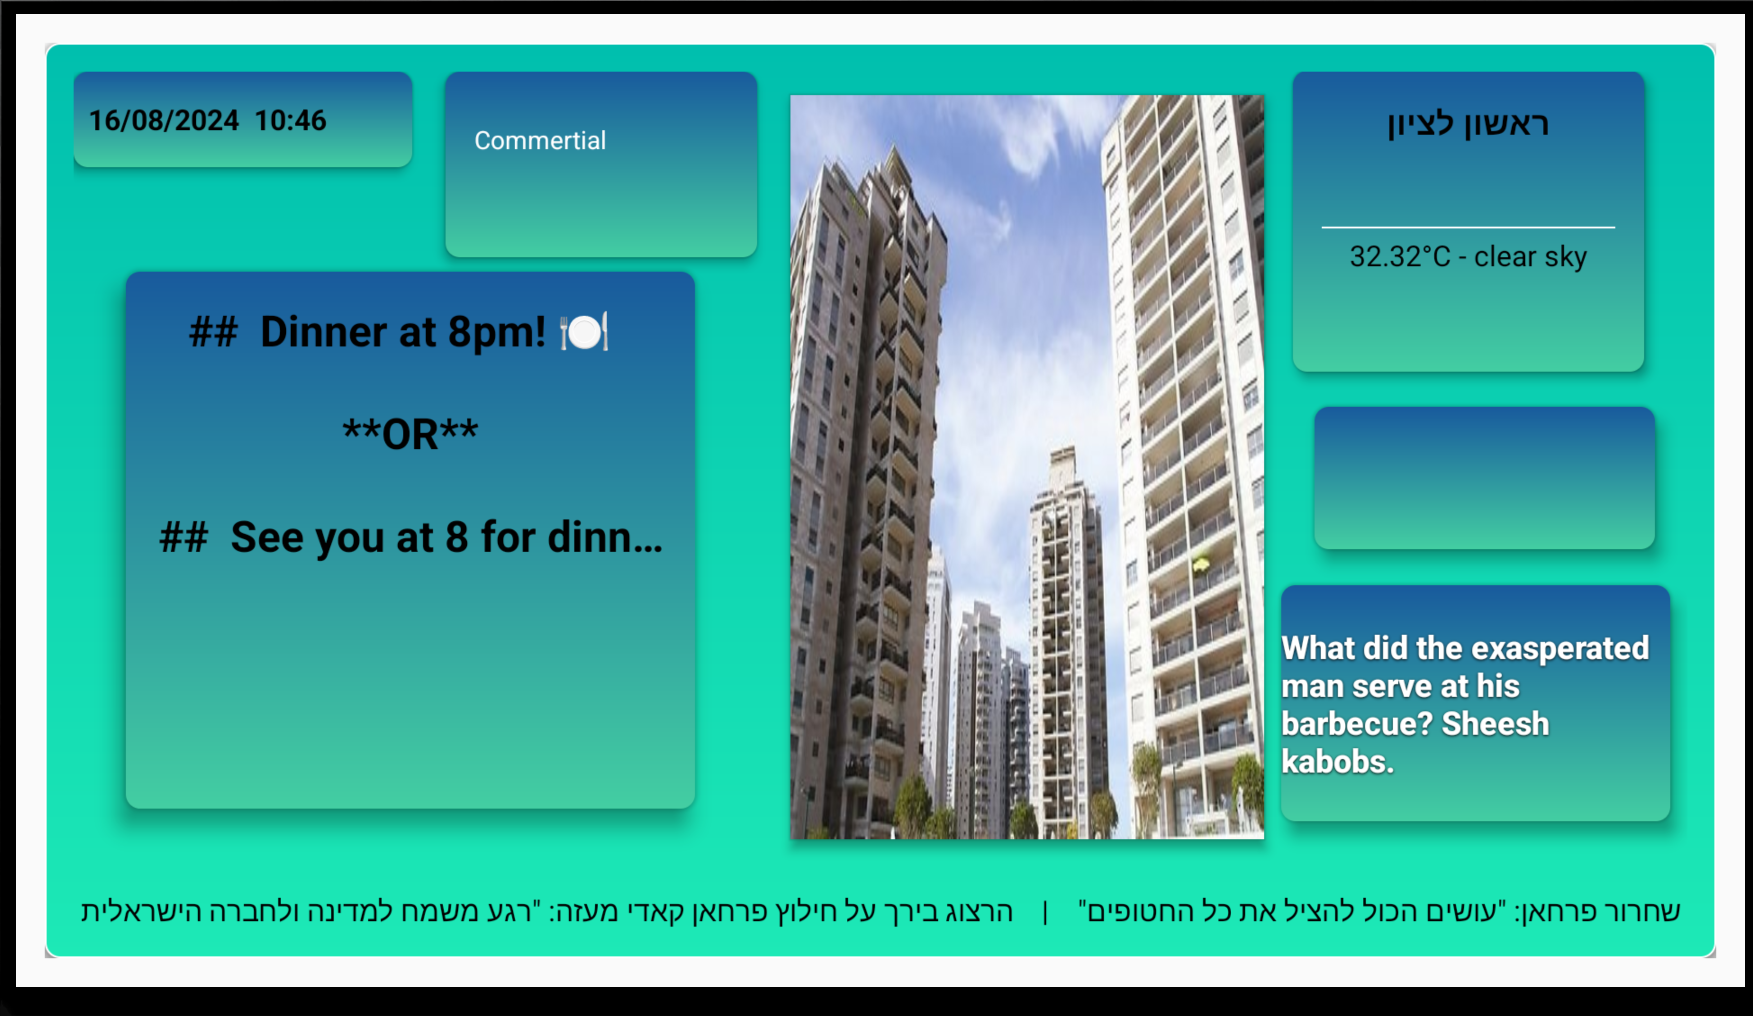 16/08/2024 10:46
Commertial
ראשון לציון
32.32°C - clear sky
## Dinner at 8pm! 🍽️
**OR**
## See you at 8 for dinn...
What did the exasperated
man serve at his
barbecue? Sheesh
kabobs.
שחרור פרחאן: "עושים הכול להציל את כל החטופים" | הרצוג בירך על חילוץ פרחאן קאדי מעזה: "רגע משמח למדינה ולחברה הישראלית